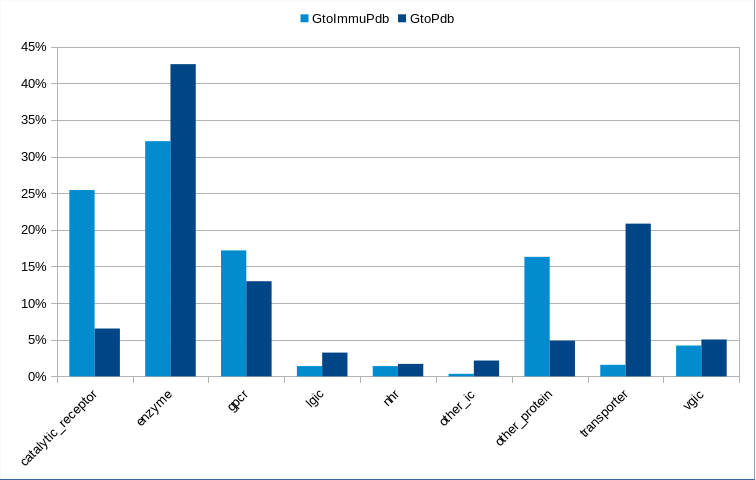 GtoImmuPdb GtoPdb
45%
40%
35%
30%
25%
20%
15%
10%
5%
0%
catalytic_receptor
enzyme
gpcr
lgic
nhr
other_ic
other_protein
transporter
vgic